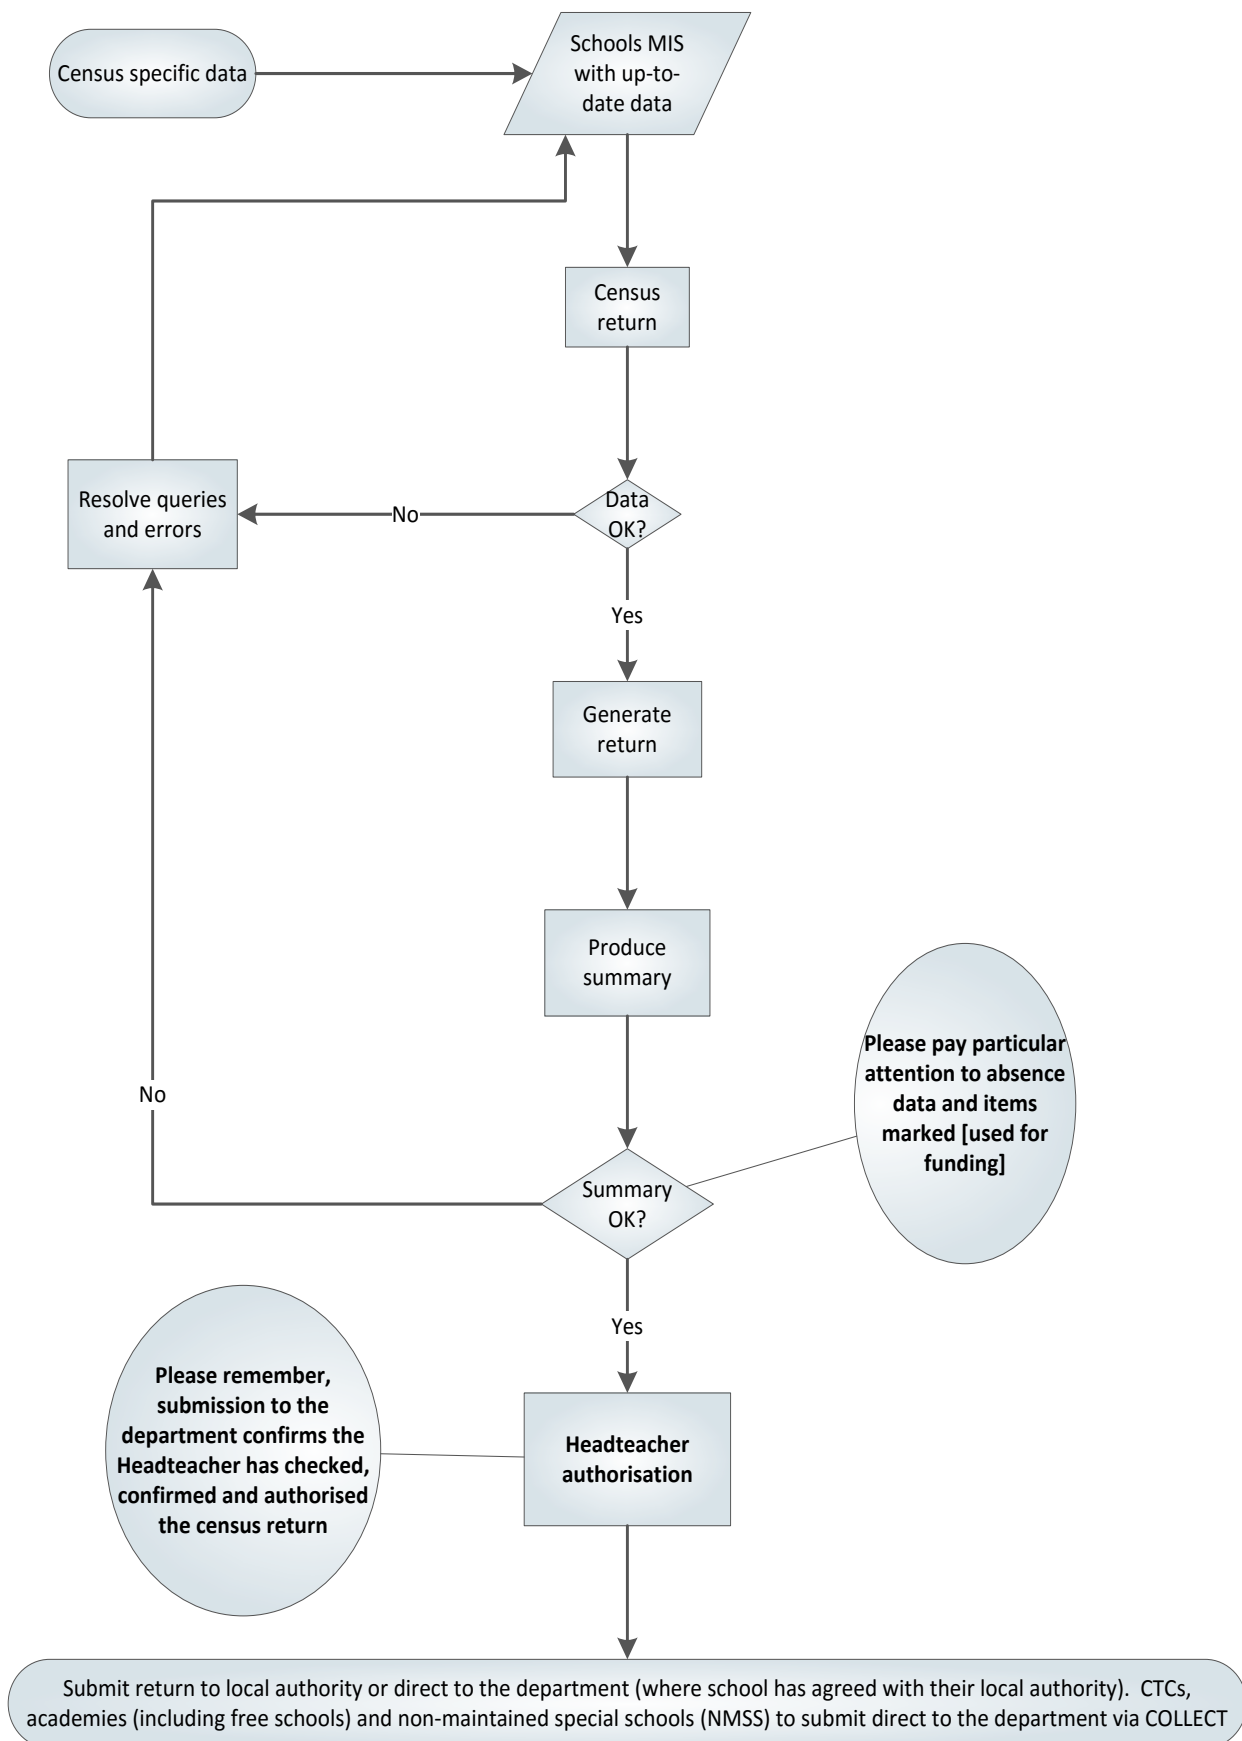 Census specific data
Schools MIS
with up-to-
date data
Census
return
Resolve queries
and errors
No
Data
OK?
Yes
Generate
return
Produce
summary
Please pay particular
attention to absence
data and items
marked [used for
funding]
No
Summary
OK?
Yes
Please remember,
submission to the
department confirms the
Headteacher has checked,
confirmed and authorised
the census return
Headteacher
authorisation
Submit return to local authority or direct to the department (where school has agreed with their local authority).  CTCs,
academies (including free schools) and non-maintained special schools (NMSS) to submit direct to the department via COLLECT